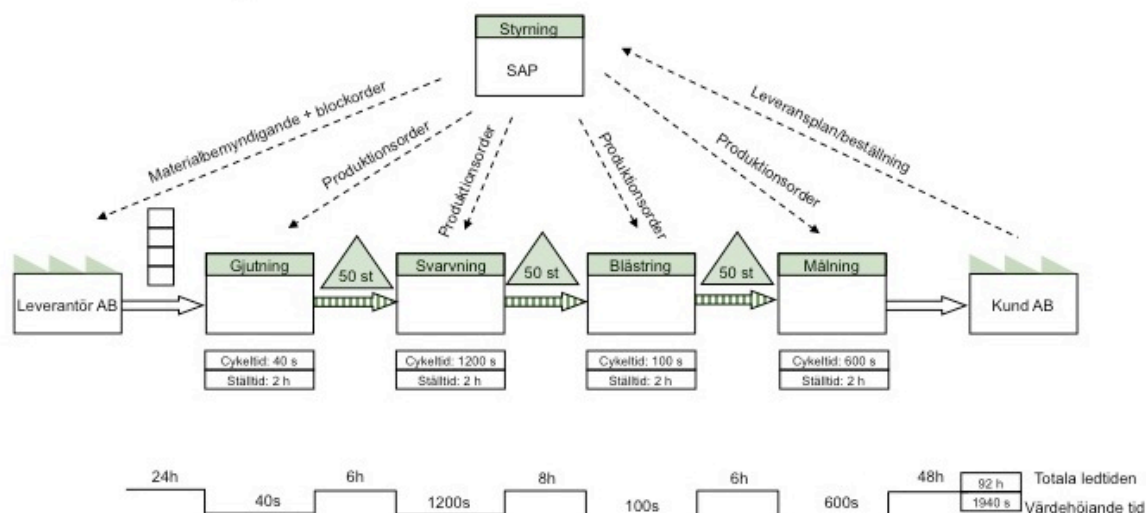 Styrning
SAP
Materialbemyndigande + blockorder
Produktionsorder
Produktionsorder
Produktionsorder
Produktionsorder
Leveransplan/beställning
Leverantör AB
Gjutning
50 st
Svarvning
50 st
Blästring
50 st
Målning
Kund AB
Cykeltid: 40 s
Ställtid: 2 h
Cykeltid: 1200 s
Ställtid: 2 h
Cykeltid: 100 s
Ställtid: 2 h
Cykeltid: 600 s
Ställtid: 2 h
24h
6h
8h
6h
48h
92 h
Totala ledtiden
40s
1200s
100s
600s
1940 s
Värdehöjande tid